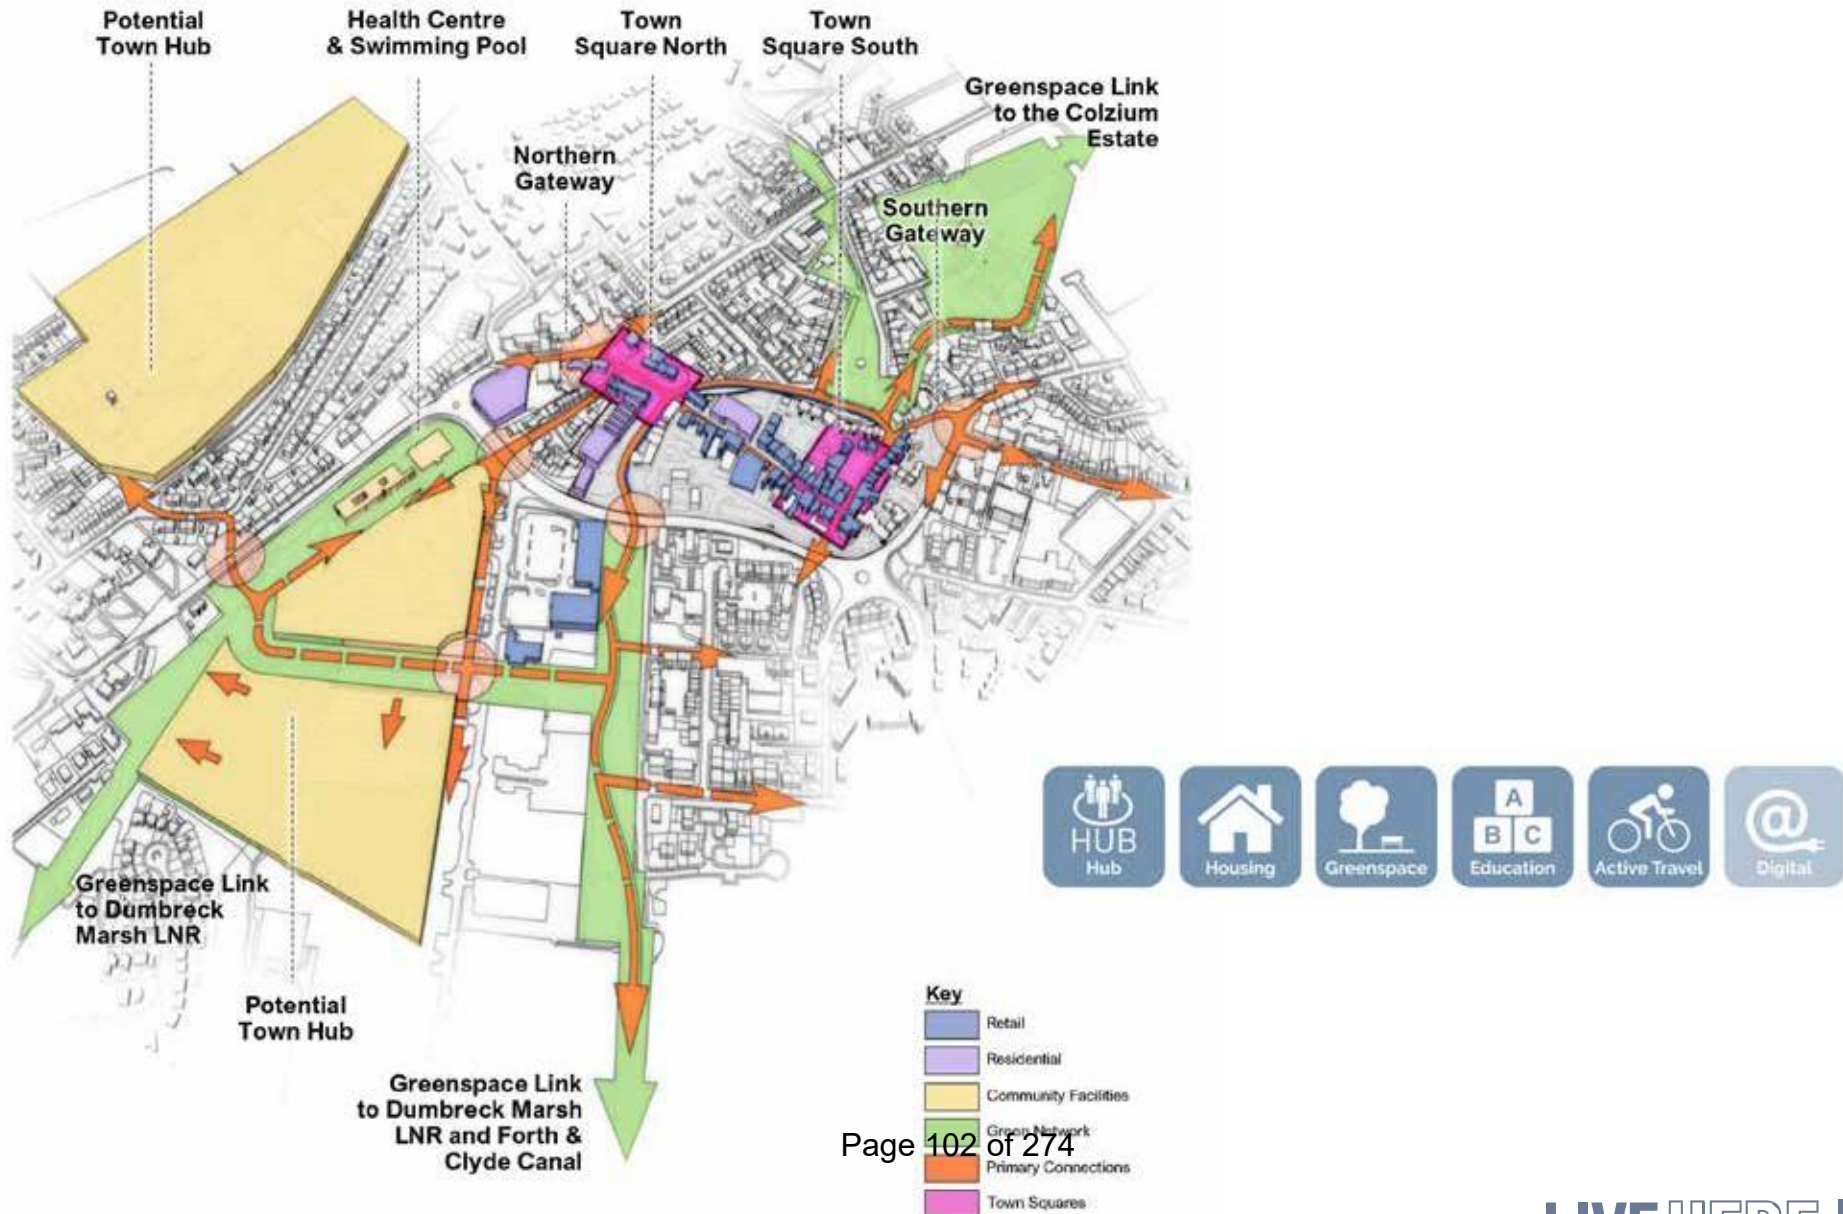 Potential
Town Hub
Health Centre
& Swimming Pool
Town
Square North
Town
Square South
Greenspace Link
to the Colzium
Estate
Northern
Gateway
Southern
Gateway
HUB
Hub
Housing
Greenspace
A
B C
Education
Active Travel
@
Digital
Greenspace Link
to Dumbreck
Marsh LNR
Potential
Town Hub
Greenspace Link
to Dumbreck Marsh
LNR and Forth &
Clyde Canal
Key
Retail
Residential
Community Facilities
Green Network
Primary Connections
Town Squares
Page 102 of 274
LIVE HERE